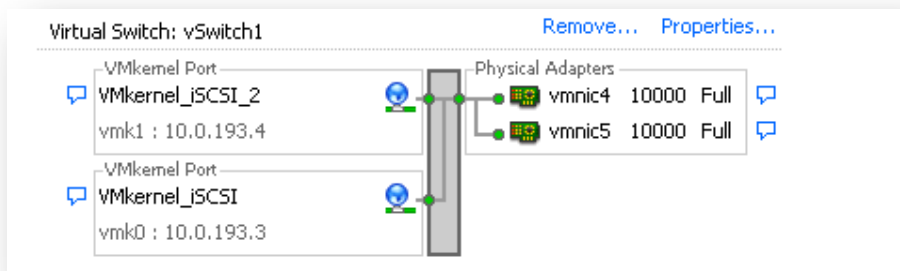 Virtual Switch: vSwitch1 Remove... Properties...
VMkernel Port
VMkernel_iSCSI_2
vmk1 : 10.0.193.4
VMkernel Port
VMkernel_iSCSI
vmk0 : 10.0.193.3
Physical Adapters
vmnic4 10000 Full
vmnic5 10000 Full